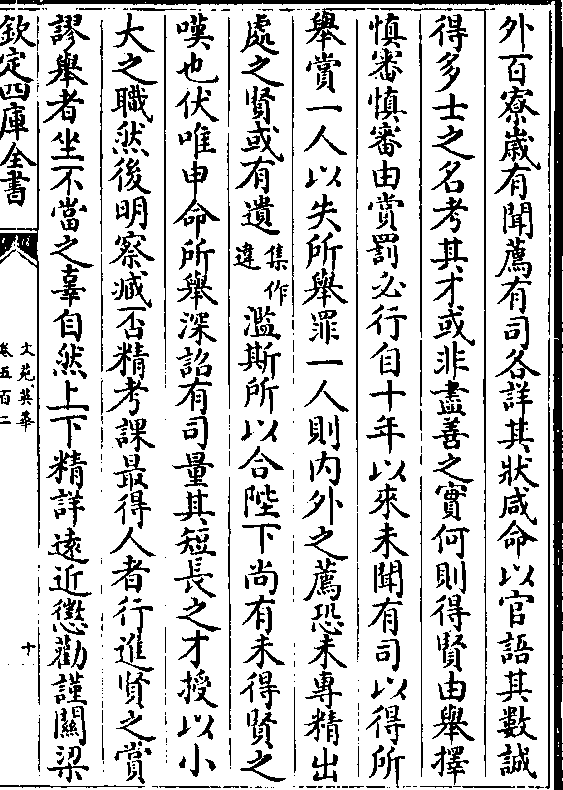 外百寮歳有聞薦有司各詳其狀咸命以官語其數誠
得多士之名考其才或非盡善之實何則得賢由舉擇
慎審慎審由賞罰必行自十年以來未聞有司以得所
舉賞一人以失所舉罪一人則内外之薦恐未專精出
處之賢或有遺集作違濫斯所以合陛下尚有未得賢之
嘆也伏唯申命所舉深詔有司量其短長之才授以小
大之職然後明察臧否精考課最得人者行進賢之賞
謬舉者坐不當之辜自然上下精詳遠近懲勸謹關梁
欽定四庫全書
文苑英華
卷五百二
十